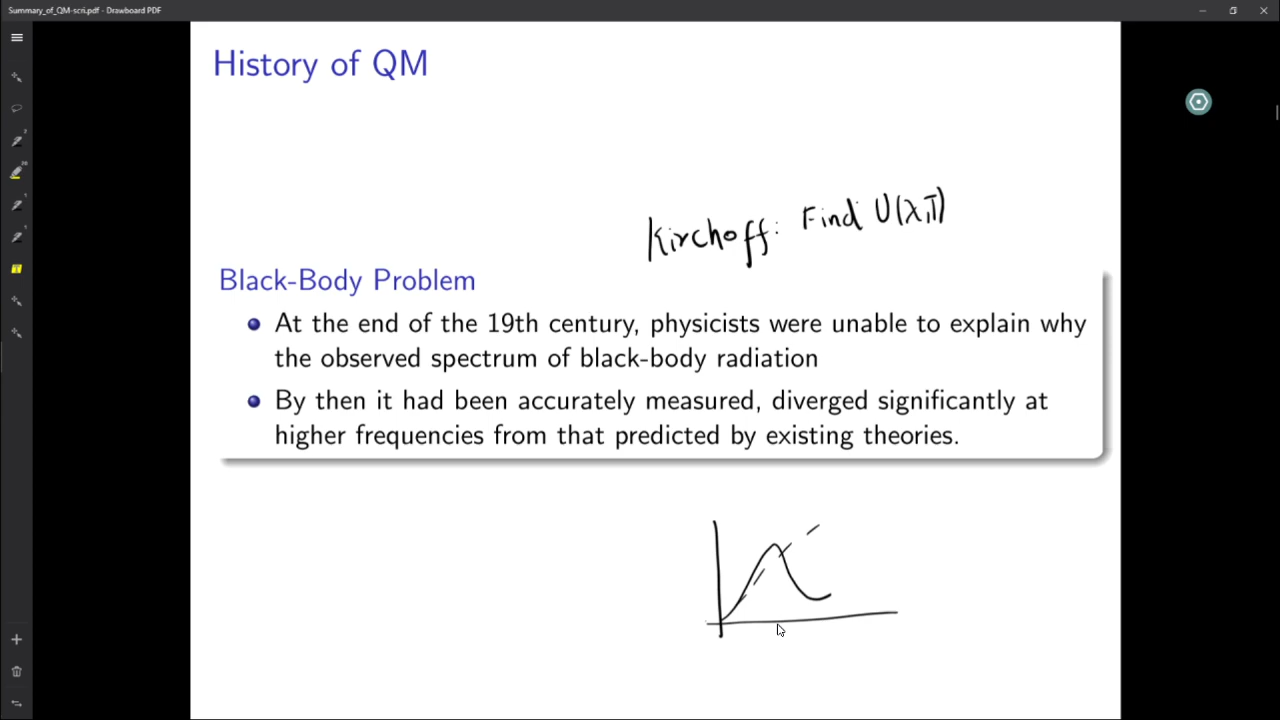 Summary_of_QM-scri.pdf - Drawboard PDF
History of QM
Kirchoff: Find U(λ,T)
Black-Body Problem
At the end of the 19th century, physicists were unable to explain why
the observed spectrum of black-body radiation
By then it had been accurately measured, diverged significantly at
higher frequencies from that predicted by existing theories.